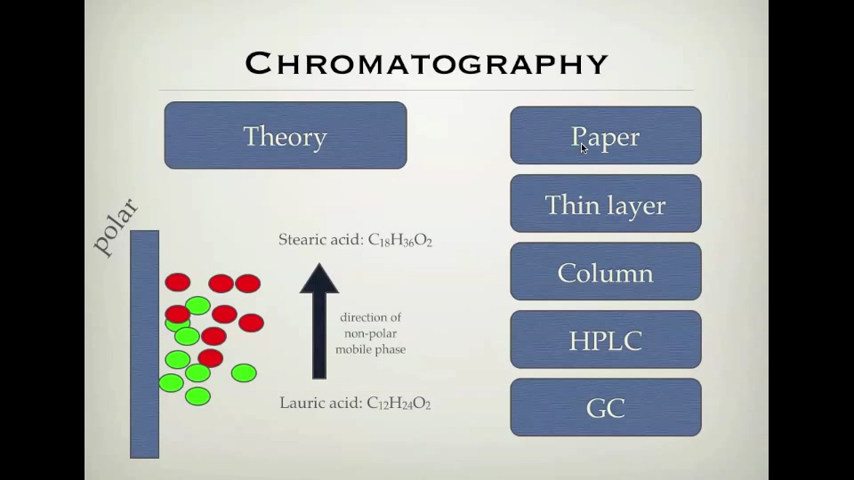 CHROMATOGRAPHY
Theory
polar
Stearic acid: C₁₈H₃₆O₂
direction of
non-polar
mobile phase
Lauric acid: C₁₂H₂₄O₂
Paper
Thin layer
Column
HPLC
GC